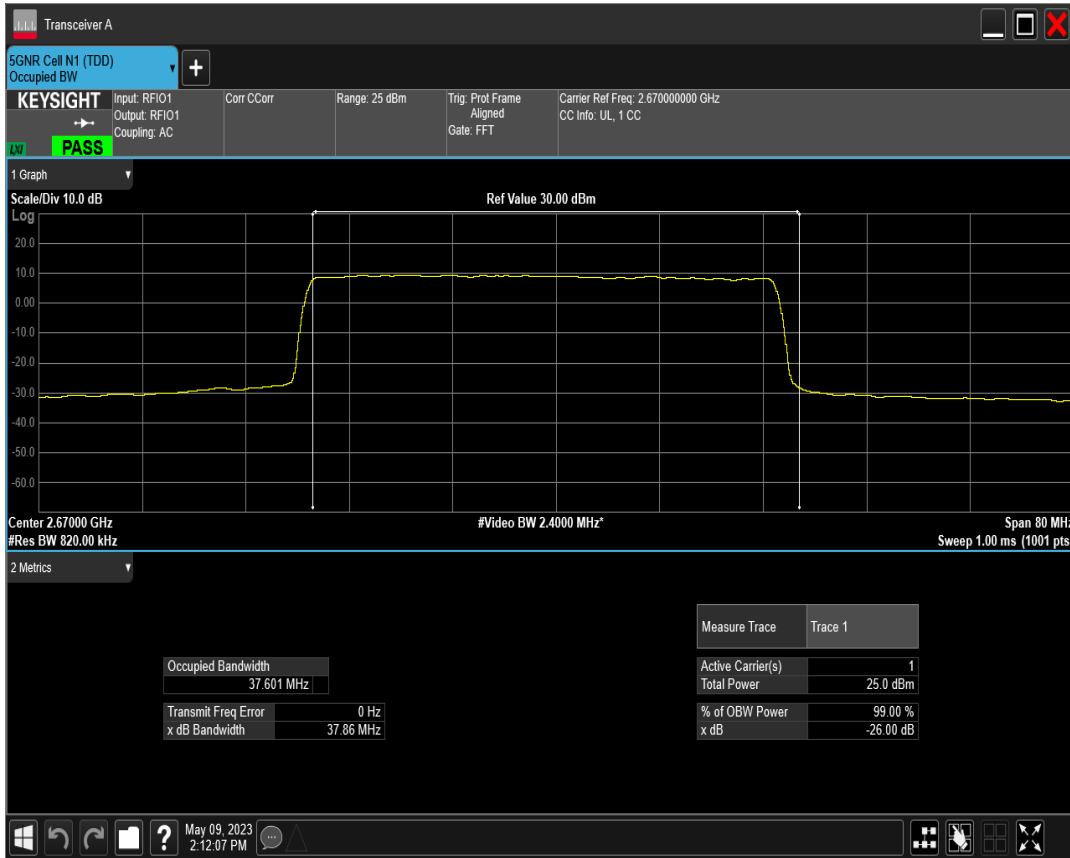 Transceiver A
5GNR Cell N1 (TDD)
Occupied BW
+
KEYSIGHT
LXI
PASS
Input: RFIO1
Output: RFIO1
Coupling: AC
Corr CCorr
Range: 25 dBm
Trig: Prot Frame
Aligned
Gate: FFT
Carrier Ref Freq: 2.670000000 GHz
CC Info: UL, 1 CC
1 Graph
Scale/Div 10.0 dB
Ref Value 30.00 dBm
Log
20.0
10.0
0.00
-10.0
-20.0
-30.0
-40.0
-50.0
-60.0
Center 2.67000 GHz
#Video BW 2.4000 MHz*
Span 80 MHz
#Res BW 820.00 kHz
Sweep 1.00 ms (1001 pts
2 Metrics
Measure Trace Trace 1
Occupied Bandwidth
37.601 MHz
Active Carrier(s) 1
Total Power 25.0 dBm
Transmit Freq Error 0 Hz
x dB Bandwidth 37.86 MHz
% of OBW Power 99.00 %
x dB -26.00 dB
?
May 09, 2023
2:12:07 PM